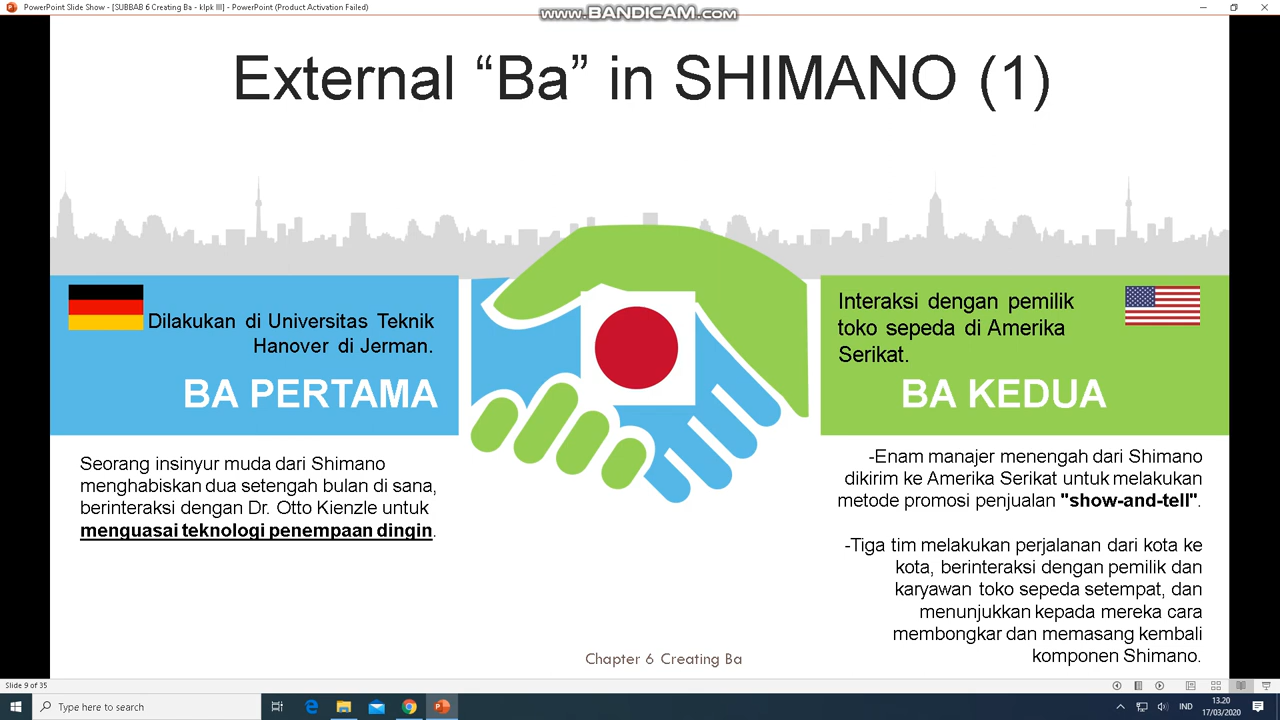 PowerPoint Slide Show - [SUBBAB 6 Creating Ba - klpk III] - PowerPoint (Product Activation Failed)
www.BANDICAM.com
External “Ba” in SHIMANO (1)
Dilakukan di Universitas Teknik
Hanover di Jerman.
BA PERTAMA
Seorang insinyur muda dari Shimano
menghabiskan dua setengah bulan di sana,
berinteraksi dengan Dr. Otto Kienzle untuk
menguasai teknologi penempaan dingin.
Interaksi dengan pemilik
toko sepeda di Amerika
Serikat.
BA KEDUA
-Enam manajer menengah dari Shimano
dikirim ke Amerika Serikat untuk melakukan
metode promosi penjualan "show-and-tell".
-Tiga tim melakukan perjalanan dari kota ke
kota, berinteraksi dengan pemilik dan
karyawan toko sepeda setempat, dan
menunjukkan kepada mereka cara
membongkar dan memasang kembali
komponen Shimano.
Chapter 6 Creating Ba
Slide 9 of 35
Type here to search
IND
13.20
17/03/2020